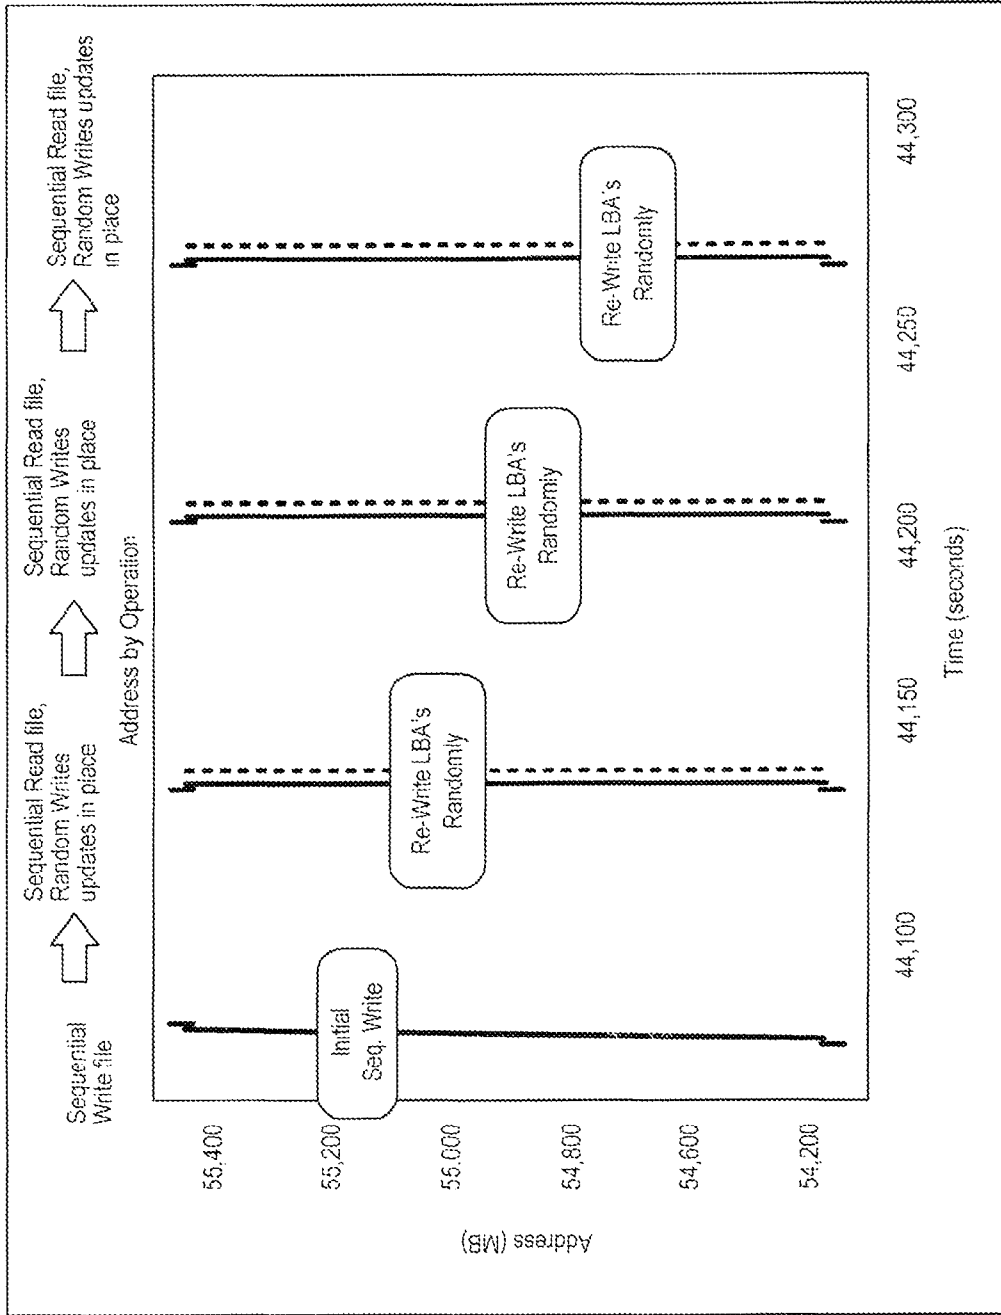 Sequential
Write file
Sequential Read file,
Random Writes
updates in place
Sequential Read file,
Random Writes
updates in place
Sequential Read file,
Random Writes updates
in place
Address by Operation
Address (MB)
55,400
55,200
55,000
54,800
54,600
54,200
Initial
Seq. Write
Re-Write LBA's
Randomly
Re-Write LBA's
Randomly
Re-Write LBA's
Randomly
44,100
44,150
44,200
44,250
44,300
Time (seconds)